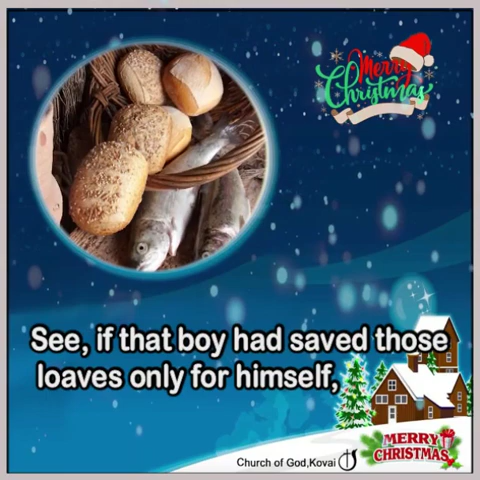 Merry
Christmas
See, if that boy had saved those
loaves only for himself,
MERRY
CHRISTMAS
Church of God,Kovai